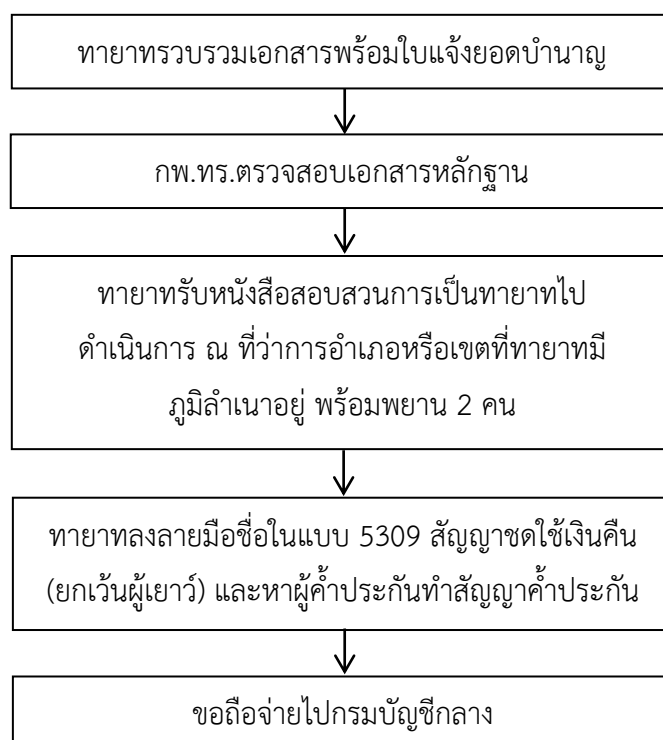 ทายาทรวบรวมเอกสารพร้อมใบแจ้งยอดบำนาญ
กพ.ทร.ตรวจสอบเอกสารหลักฐาน
ทายาทรับหนังสือสอบสวนการเป็นทายาทไป
ดำเนินการ ณ ที่ว่าการอำเภอหรือเขตที่ทายาทมี
ภูมิลำเนาอยู่ พร้อมพยาน 2 คน
ทายาทลงลายมือชื่อในแบบ 5309 สัญญาชดใช้เงินคืน
(ยกเว้นผู้เยาว์) และหาผู้ค้ำประกันทำสัญญาค้ำประกัน
ขอถือจ่ายไปกรมบัญชีกลาง